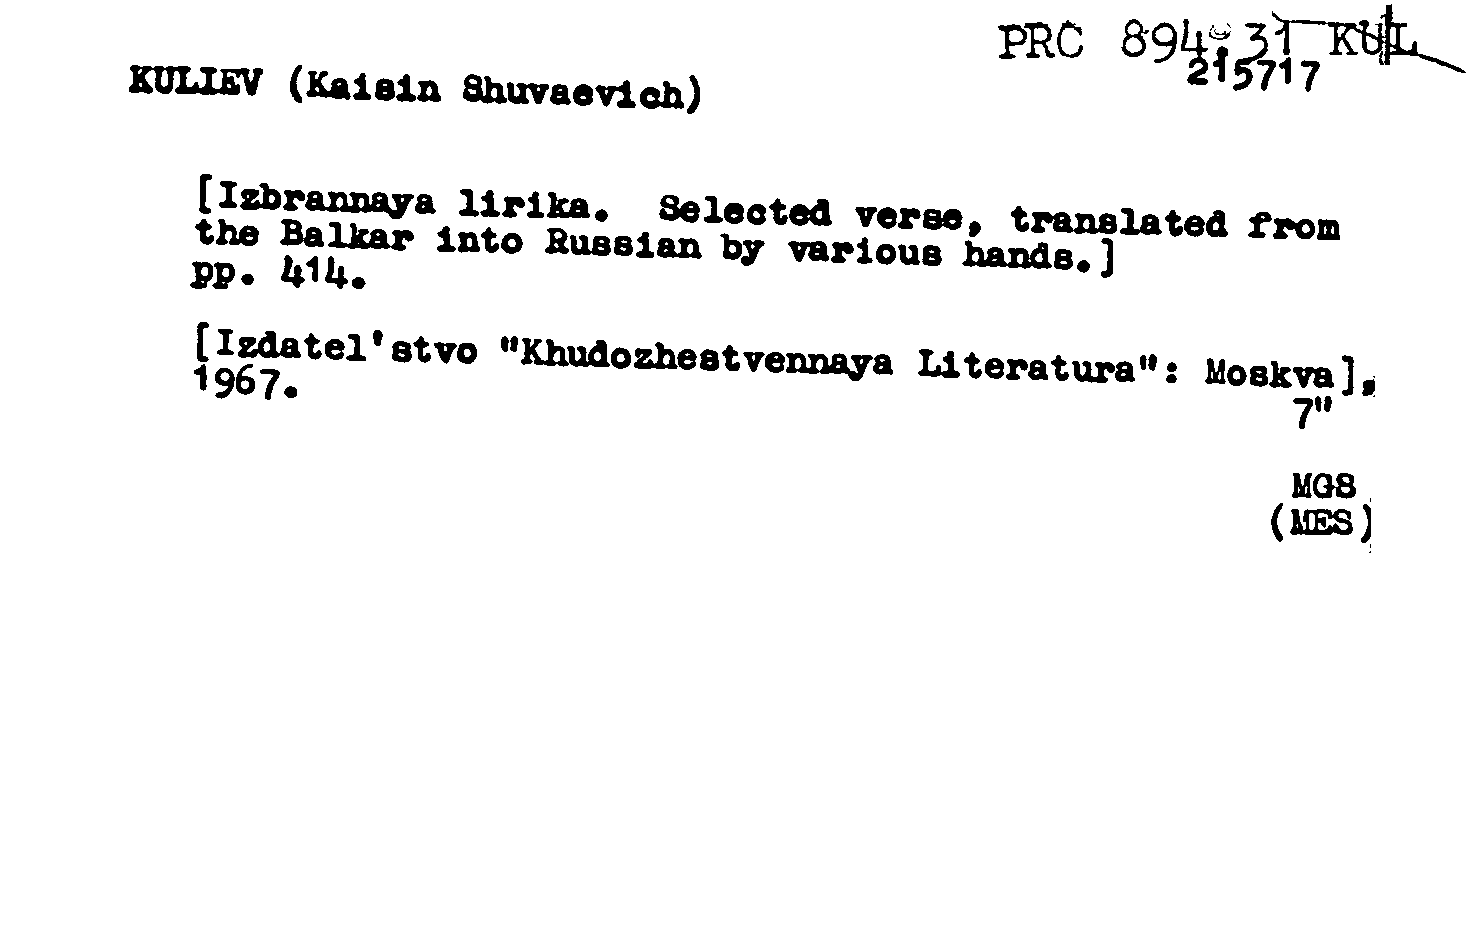 PRC 894.31 KUL
215717
KULIEV (Kaisin Shuvaevich)
[Izbrannaya lirika. Selected verse, translated from
the Balkar into Russian by various hands.]
pp. 414.
[Izdatel'stvo "Khudozhestvennaya Literatura": Moskva],
1967.
7"
MGS
(MES)